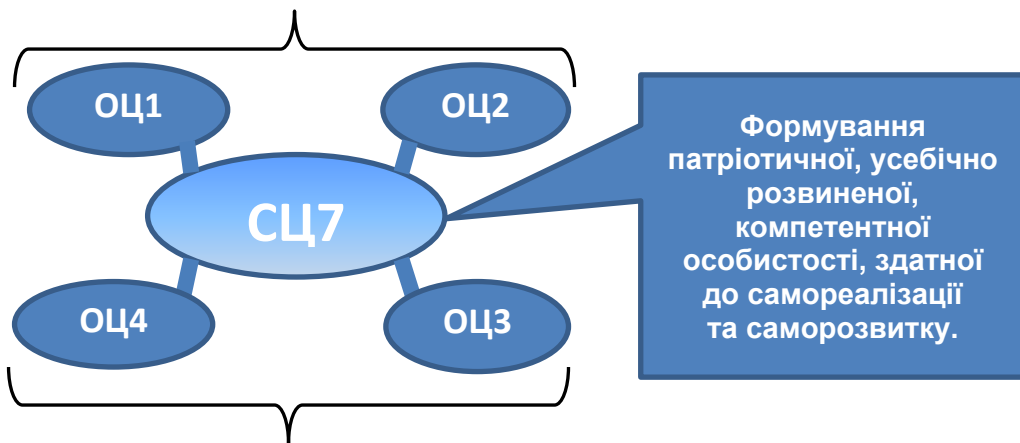 ОЦ1
ОЦ2
СЦ7
ОЦ4
ОЦ3
Формування
патріотичної, усебічно
розвиненої,
компетентної
особистості, здатної
до самореалізації
та саморозвитку.